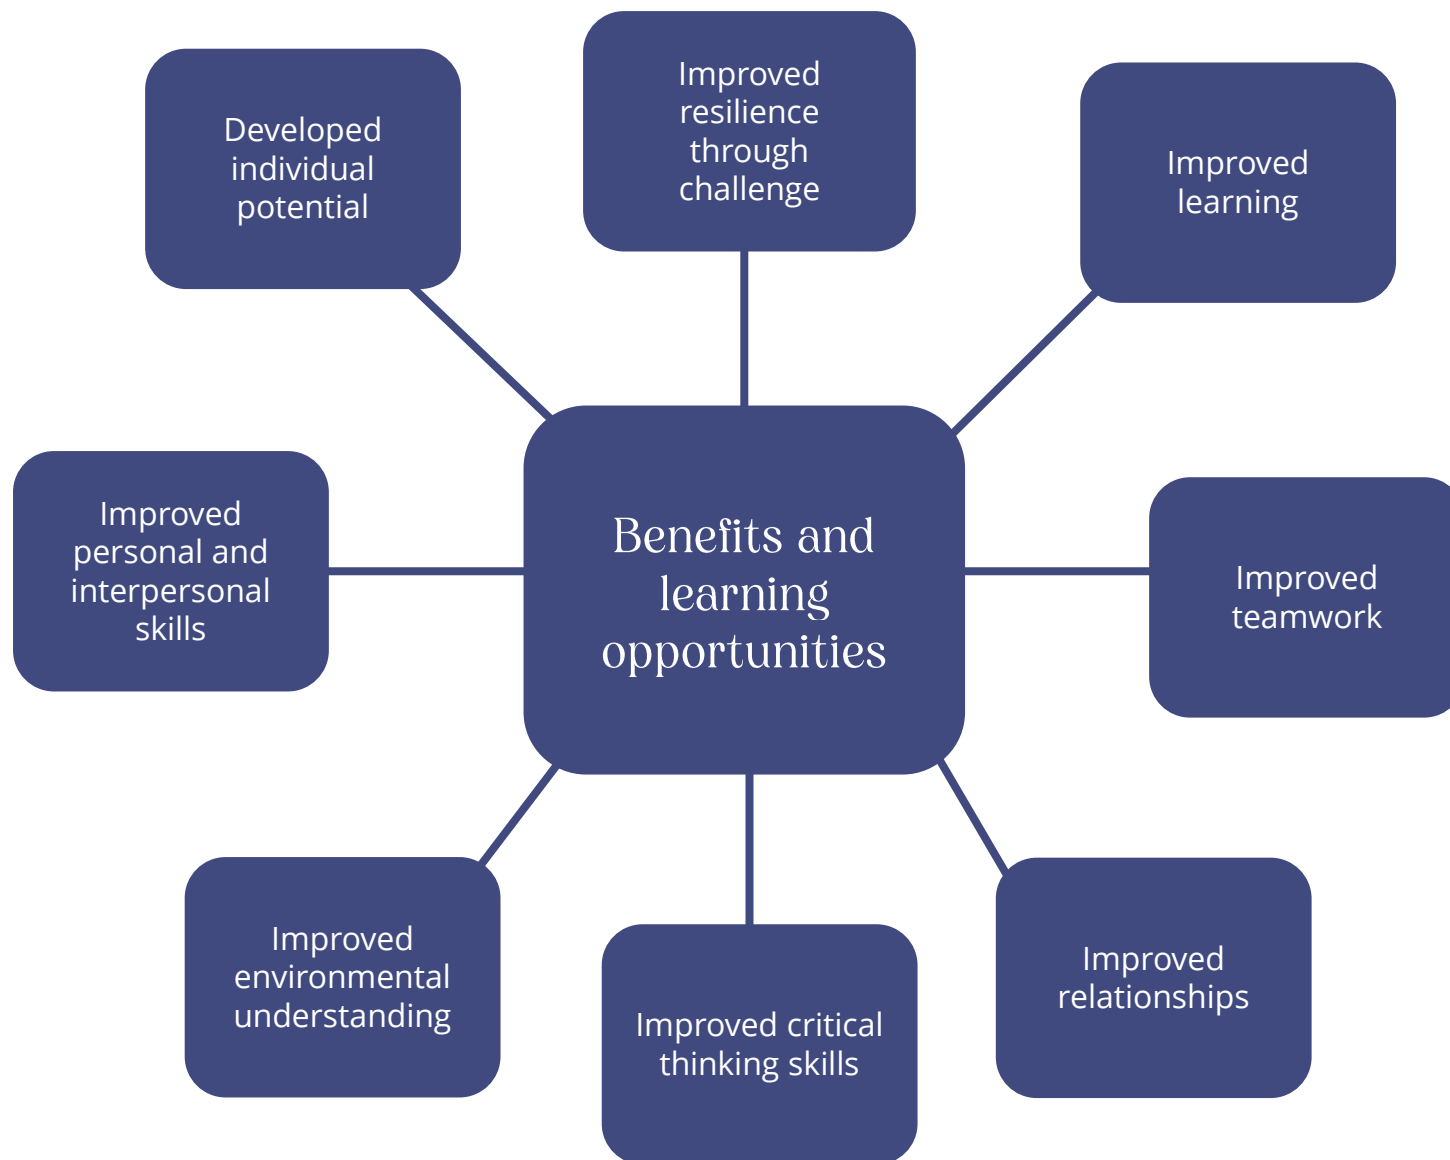 Improved
resilience
through
challenge
Developed
individual
potential
Improved
learning
Improved
personal and
interpersonal
skills
Benefits and
learning
opportunities
Improved
teamwork
Improved
environmental
understanding
Improved critical
thinking skills
Improved
relationships